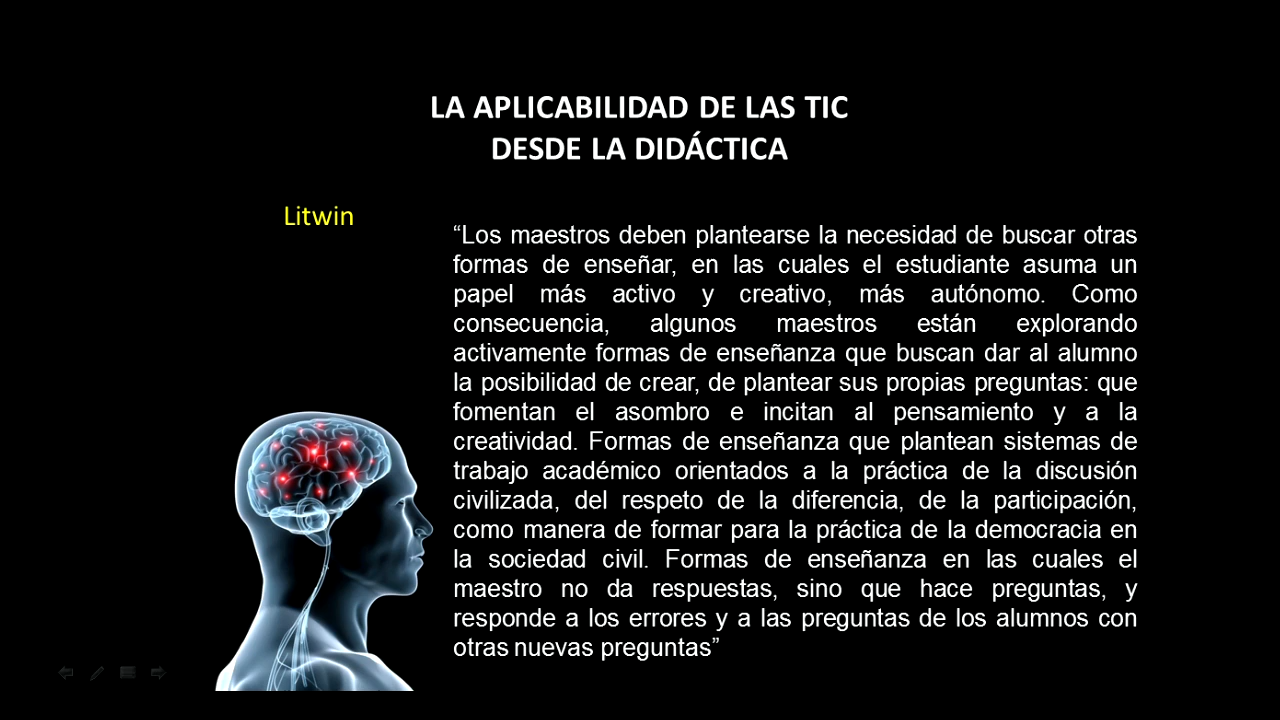 LA APLICABILIDAD DE LAS TIC
DESDE LA DIDÁCTICA
Litwin
“Los maestros deben plantearse la necesidad de buscar otras
formas de enseñar, en las cuales el estudiante asuma un
papel más activo y creativo, más autónomo. Como
consecuencia, algunos maestros están explorando
activamente formas de enseñanza que buscan dar al alumno
la posibilidad de crear, de plantear sus propias preguntas: que
fomentan el asombro e incitan al pensamiento y a la
creatividad. Formas de enseñanza que plantean sistemas de
trabajo académico orientados a la práctica de la discusión
civilizada, del respeto de la diferencia, de la participación,
como manera de formar para la práctica de la democracia en
la sociedad civil. Formas de enseñanza en las cuales el
maestro no da respuestas, sino que hace preguntas, y
responde a los errores y a las preguntas de los alumnos con
otras nuevas preguntas”